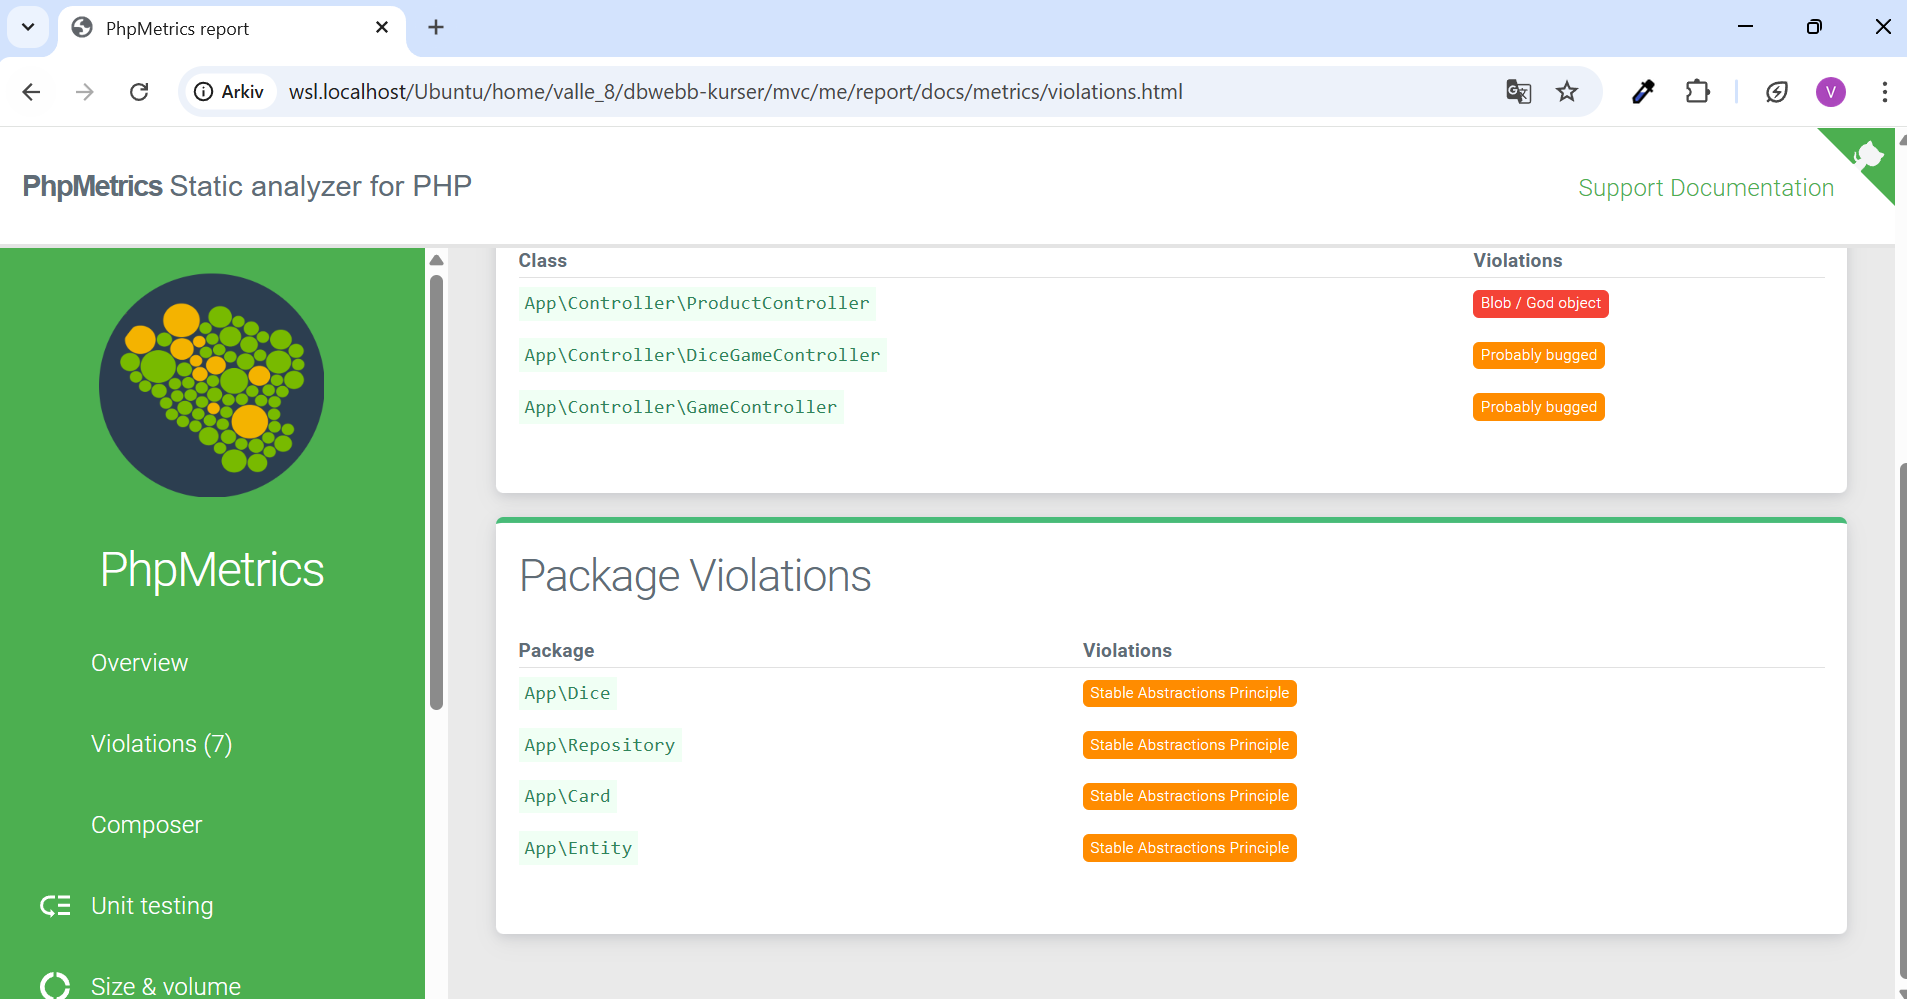 PhpMetrics report
Arkiv
wsl.localhost/Ubuntu/home/valle_8/dbwebb-kurser/mvc/me/report/docs/metrics/violations.html
V
PhpMetrics Static analyzer for PHP
Support Documentation
PhpMetrics
Overview
Violations (7)
Composer
Unit testing
Size & volume
Class Violations
App\Controller\ProductController Blob / God object
App\Controller\DiceGameController Probably bugged
App\Controller\GameController Probably bugged
Package Violations
Package Violations
App\Dice Stable Abstractions Principle
App\Repository Stable Abstractions Principle
App\Card Stable Abstractions Principle
App\Entity Stable Abstractions Principle